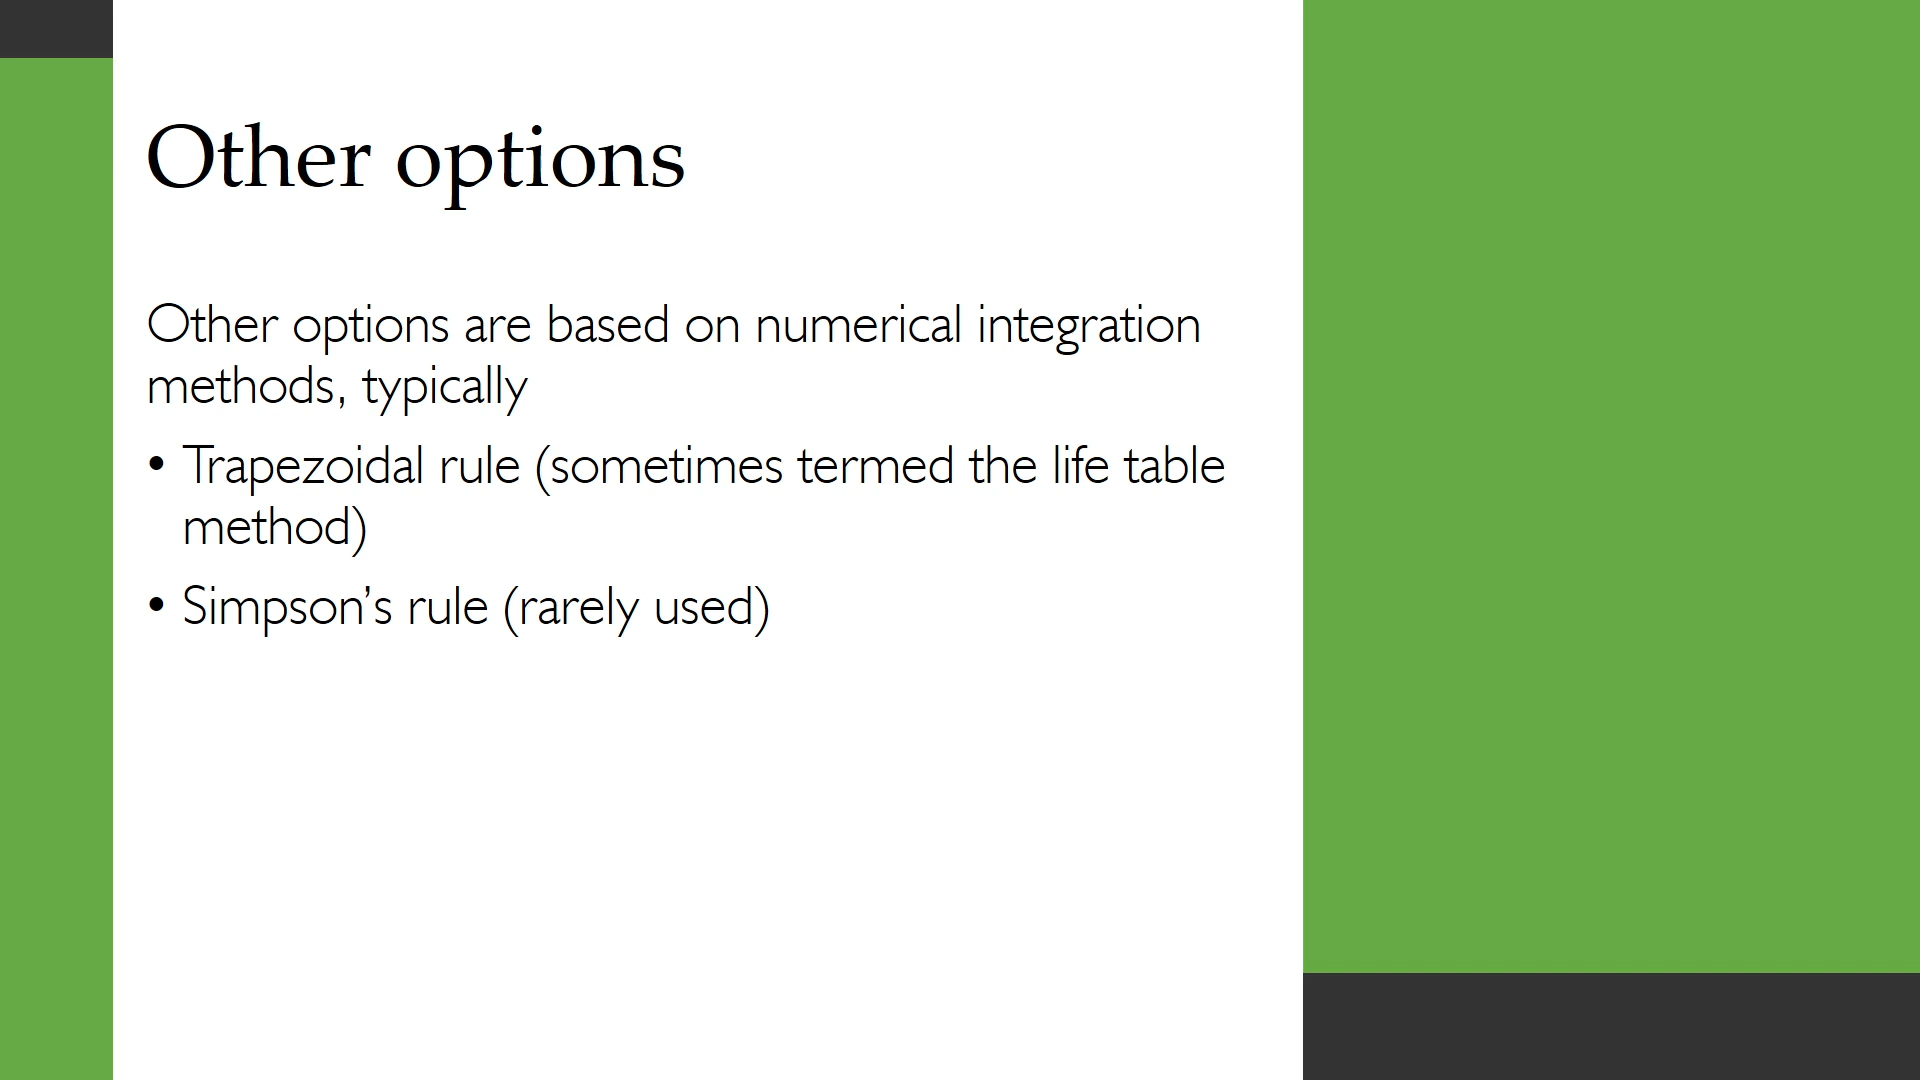 Other options
Other options are based on numerical integration
methods, typically
• Trapezoidal rule (sometimes termed the life table
method)
• Simpson’s rule (rarely used)